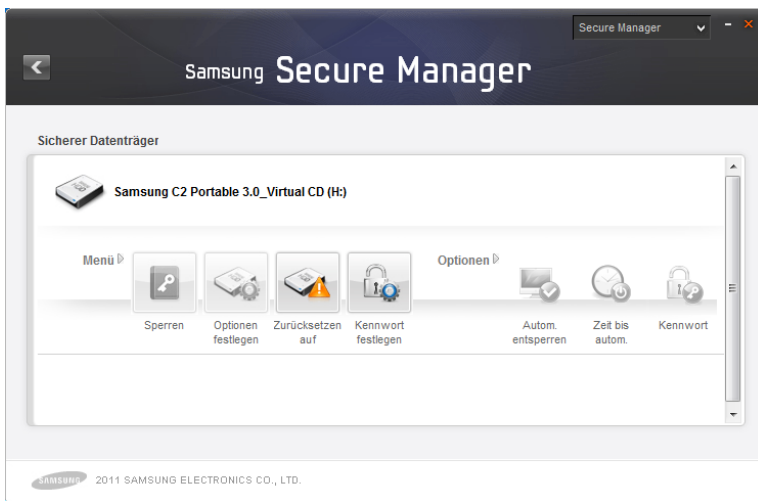 Secure Manager
Samsung Secure Manager
Sicherer Datenträger
Samsung C2 Portable 3.0_Virtual CD (H:)
Menü
Optionen
Sperren
Optionen
festlegen
Zurücksetzen
auf
Kennwort
festlegen
Autom.
entsperren
Zeit bis
autom.
Kennwort
SAMSUNG 2011 SAMSUNG ELECTRONICS CO., LTD.